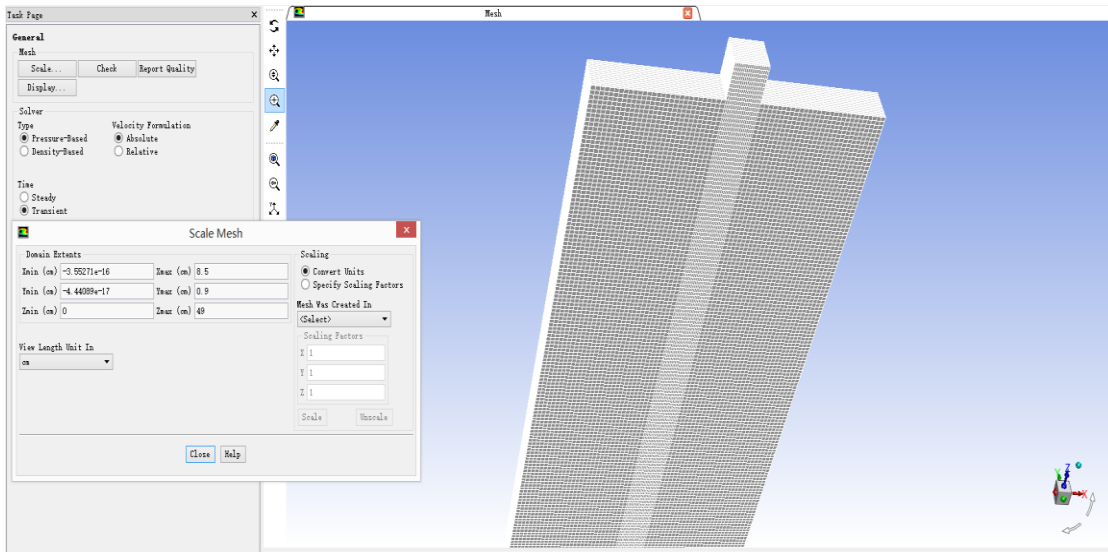 Task Page
Mesh
General
Mesh
Scale... Check Report Quality
Display...
Solver
Type Velocity Formulation
Pressure-Based Absolute
Density-Based Relative
Time
Steady
Transient
Scale Mesh
Domain Extents
Xmin (cm) -3.55271e-16 Xmax (cm) 8.5
Ymin (cm) -4.44089e-17 Ymax (cm) 0.9
Zmin (cm) 0 Zmax (cm) 49
View Length Unit In
cm
Scaling
Convert Units
Specify Scaling Factors
Mesh Was Created In
<Select>
Scaling Factors
X 1
Y 1
Z 1
Scale Unscale
Close Help
Y Z X